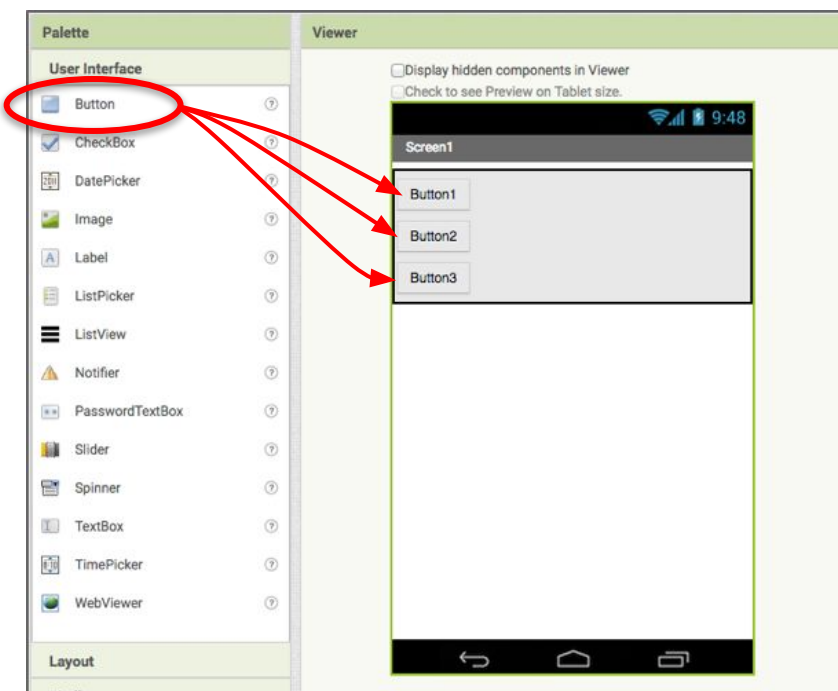 Palette
User Interface
Button
CheckBox
DatePicker
Image
Label
ListPicker
ListView
Notifier
PasswordTextBox
Slider
Spinner
TextBox
TimePicker
WebViewer
Layout
Viewer
Display hidden components in Viewer
Check to see Preview on Tablet size.
9:48
Screen1
Button1
Button2
Button3